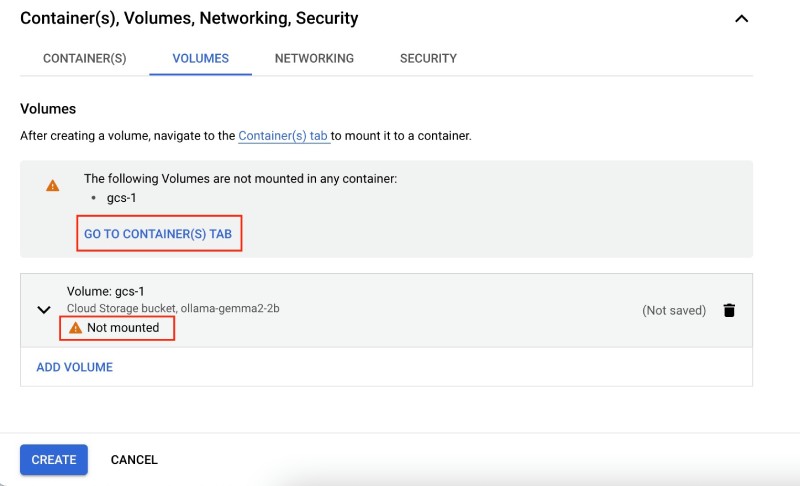 Container(s), Volumes, Networking, Security
CONTAINER(S) VOLUMES NETWORKING SECURITY
Volumes
After creating a volume, navigate to the Container(s) tab to mount it to a container.
The following Volumes are not mounted in any container:
• gcs-1
GO TO CONTAINER(S) TAB
Volume: gcs-1
Cloud Storage bucket, ollama-gemma2-2b
(Not saved)
Not mounted
ADD VOLUME
CREATE CANCEL